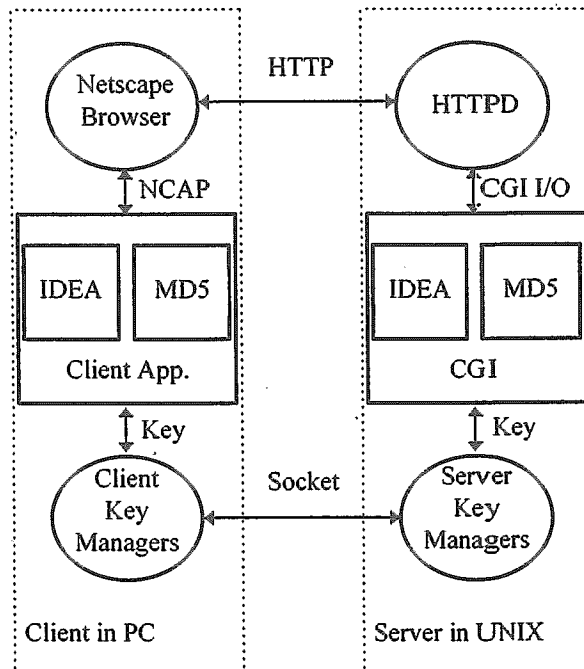 HTTP
Netscape
Browser
HTTPD
NCAP
CGI I/O
IDEA
MD5
Client App.
IDEA
MD5
CGI
Key
Key
Client
Key
Managers
Socket
Server
Key
Managers
Client in PC
Server in UNIX